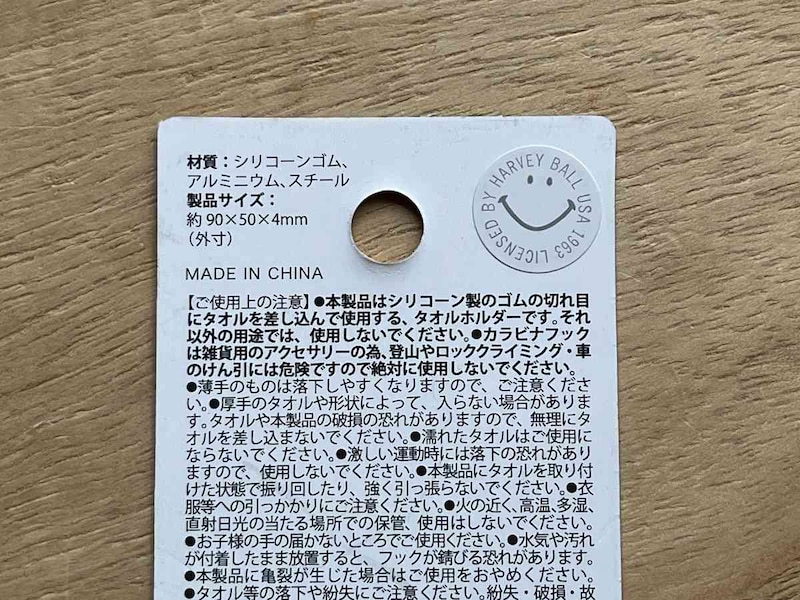 材質：シリコーンゴム、
アルミニウム、スチール
製品サイズ：
約90×50×4mm
（外寸）
MADE IN CHINA
LICENSED BY HARVEY BALL USA 1963
【ご使用上の注意】●本製品はシリコーン製のゴムの切れ目
にタオルを差し込んで使用する、タオルホルダーです。それ
以外の用途では、使用しないでください。●カラビナフック
は雑貨用のアクセサリーの為、登山やロッククライミング・車
のけん引には危険ですので絶対に使用しないでください。
●薄手のものは落下しやすくなりますので、ご注意くださ
い。●厚手のタオルや形状によって、入らない場合がありま
す。タオルや本製品の破損の恐れがありますので、無理にタ
オルを差し込まないでください。●濡れたタオルはご使用に
ならないでください。●激しい運動時には落下の恐れがあり
ますので、使用しないでください。●本製品にタオルを取り付
けた状態で振り回したり、強く引っ張らないでください。●衣
服等への引っかかりにご注意ください。●火の近く、高温、多湿、
直射日光の当たる場所での保管、使用はしないでください。
●お子様の手の届かないところでご使用ください。●水気や汚れ
が付着したまま放置すると、フックが錆びる恐れがあります。
●本製品に亀裂が生じた場合はご使用をおやめください。
●タオル等の落下や紛失にご注意ください。紛失・破損・故